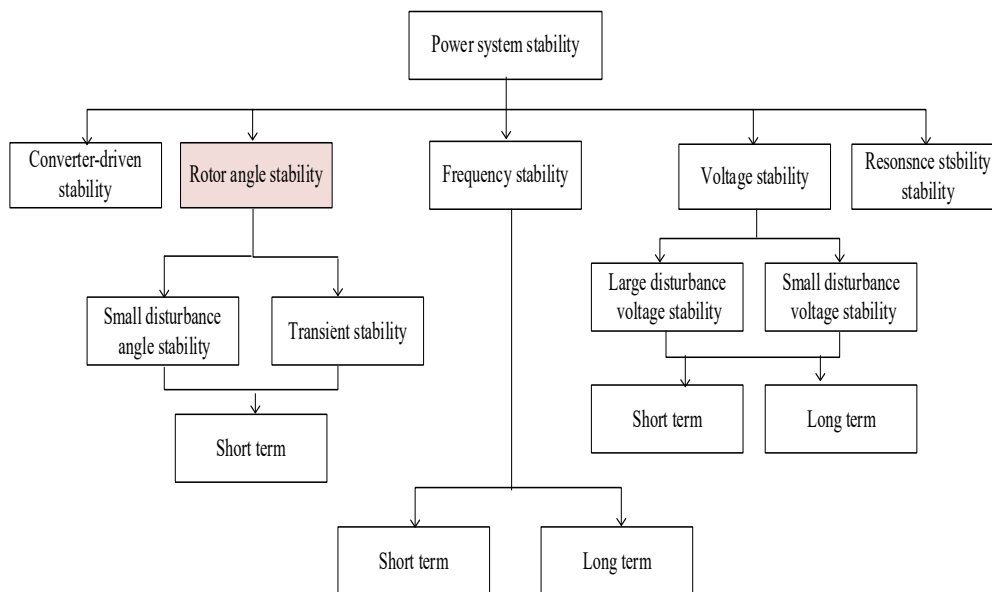 Power system stability
Converter-driven
stability
Rotor angle stability
Frequency stability
Voltage stability
Resonsnce stsbility
stability
Small disturbance
angle stability
Transient stability
Large disturbance
voltage stability
Small disturbance
voltage stability
Short term
Short term
Long term
Short term
Long term